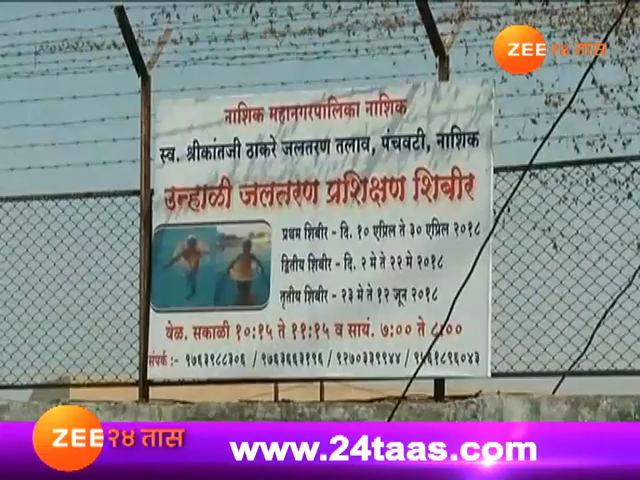 ZEE २४ तास
नाशिक महानगरपालिका नाशिक
स्व. श्रीकांतजी ठाकरे जलतरण तलाव, पंचवटी, नाशिक
उन्हाळी जलतरण प्रशिक्षण शिबीर
प्रथम शिबीर - दि. १० एप्रिल ते ३० एप्रिल २०१८
द्वितीय शिबीर - दि. २ मे ते २२ मे २०१८
तृतीय शिबीर - २३ मे ते १२ जून २०१८
वेळ. सकाळी १०:१५ ते ११:१५ व सायं. ७:०० ते ८:००
संपर्क :-
ZEE २४ तास
www.24taas.com